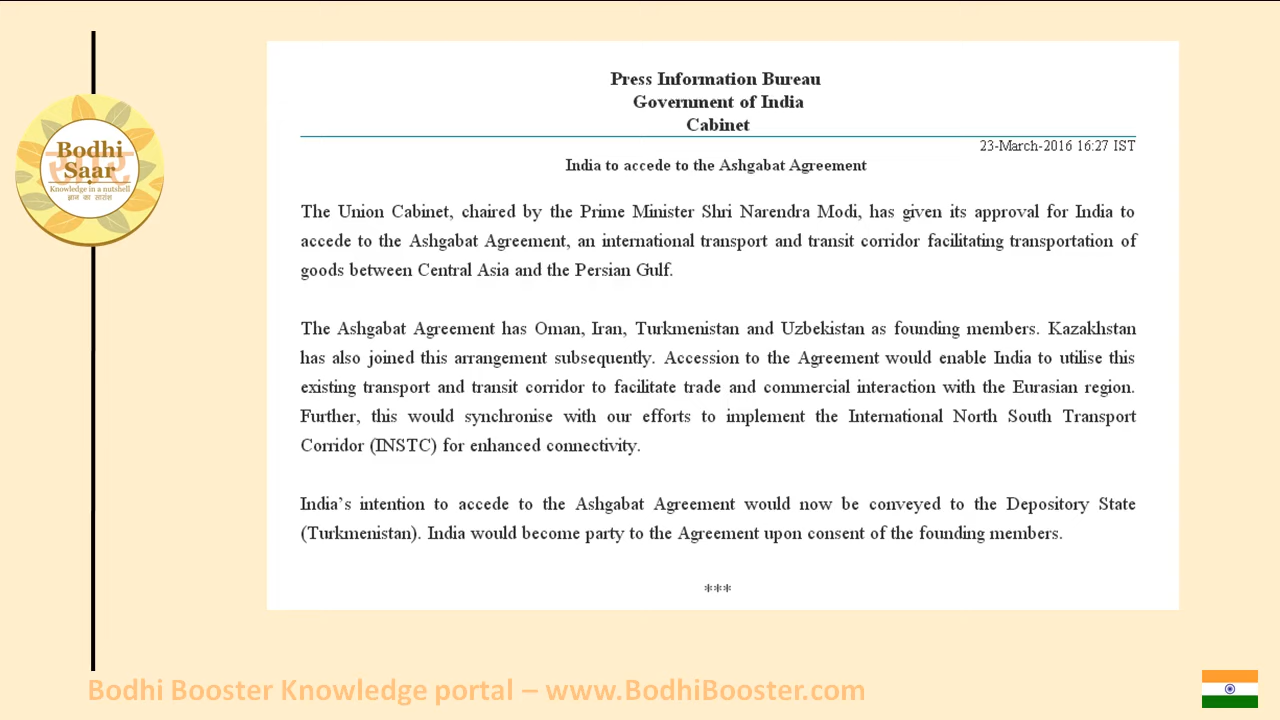 Press Information Bureau
Government of India
Cabinet
23-March-2016 16:27 IST
India to accede to the Ashgabat Agreement
The Union Cabinet, chaired by the Prime Minister Shri Narendra Modi, has given its approval for India to
accede to the Ashgabat Agreement, an international transport and transit corridor facilitating transportation of
goods between Central Asia and the Persian Gulf.
The Ashgabat Agreement has Oman, Iran, Turkmenistan and Uzbekistan as founding members. Kazakhstan
has also joined this arrangement subsequently. Accession to the Agreement would enable India to utilise this
existing transport and transit corridor to facilitate trade and commercial interaction with the Eurasian region.
Further, this would synchronise with our efforts to implement the International North South Transport
Corridor (INSTC) for enhanced connectivity.
India's intention to accede to the Ashgabat Agreement would now be conveyed to the Depository State
(Turkmenistan). India would become party to the Agreement upon consent of the founding members.
***
Bodhi
Saar
Knowledge in a nutshell
ज्ञान का सारांश
Bodhi Booster Knowledge portal – www.BodhiBooster.com